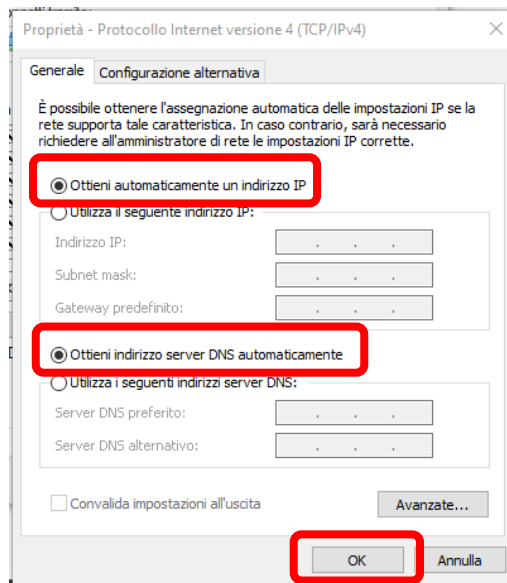 Proprietà - Protocollo Internet versione 4 (TCP/IPv4)
Generale
Configurazione alternativa
È possibile ottenere l'assegnazione automatica delle impostazioni IP se la
rete supporta tale caratteristica. In caso contrario, sarà necessario
richiedere all'amministratore di rete le impostazioni IP corrette.
Ottieni automaticamente un indirizzo IP
Utilizza il seguente indirizzo IP:
Indirizzo IP:
Subnet mask:
Gateway predefinito:
Ottieni indirizzo server DNS automaticamente
Utilizza i seguenti indirizzi server DNS:
Server DNS preferito:
Server DNS alternativo:
Convalida impostazioni all'uscita
Avanzate...
OK
Annulla